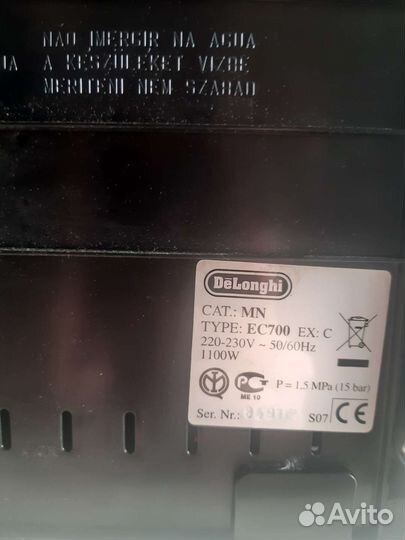 NAO IMERGIR NA AGUA
A KESZULEKET VIZBE
MERITENI NEM SZABAD
DeLonghi
CAT.: MN
TYPE: EC700 EX: C
220-230V ~ 50/60Hz
1100W
ME 10
P = 1,5 MPa (15 bar)
Ser. Nr.:
S07 CE
Avito